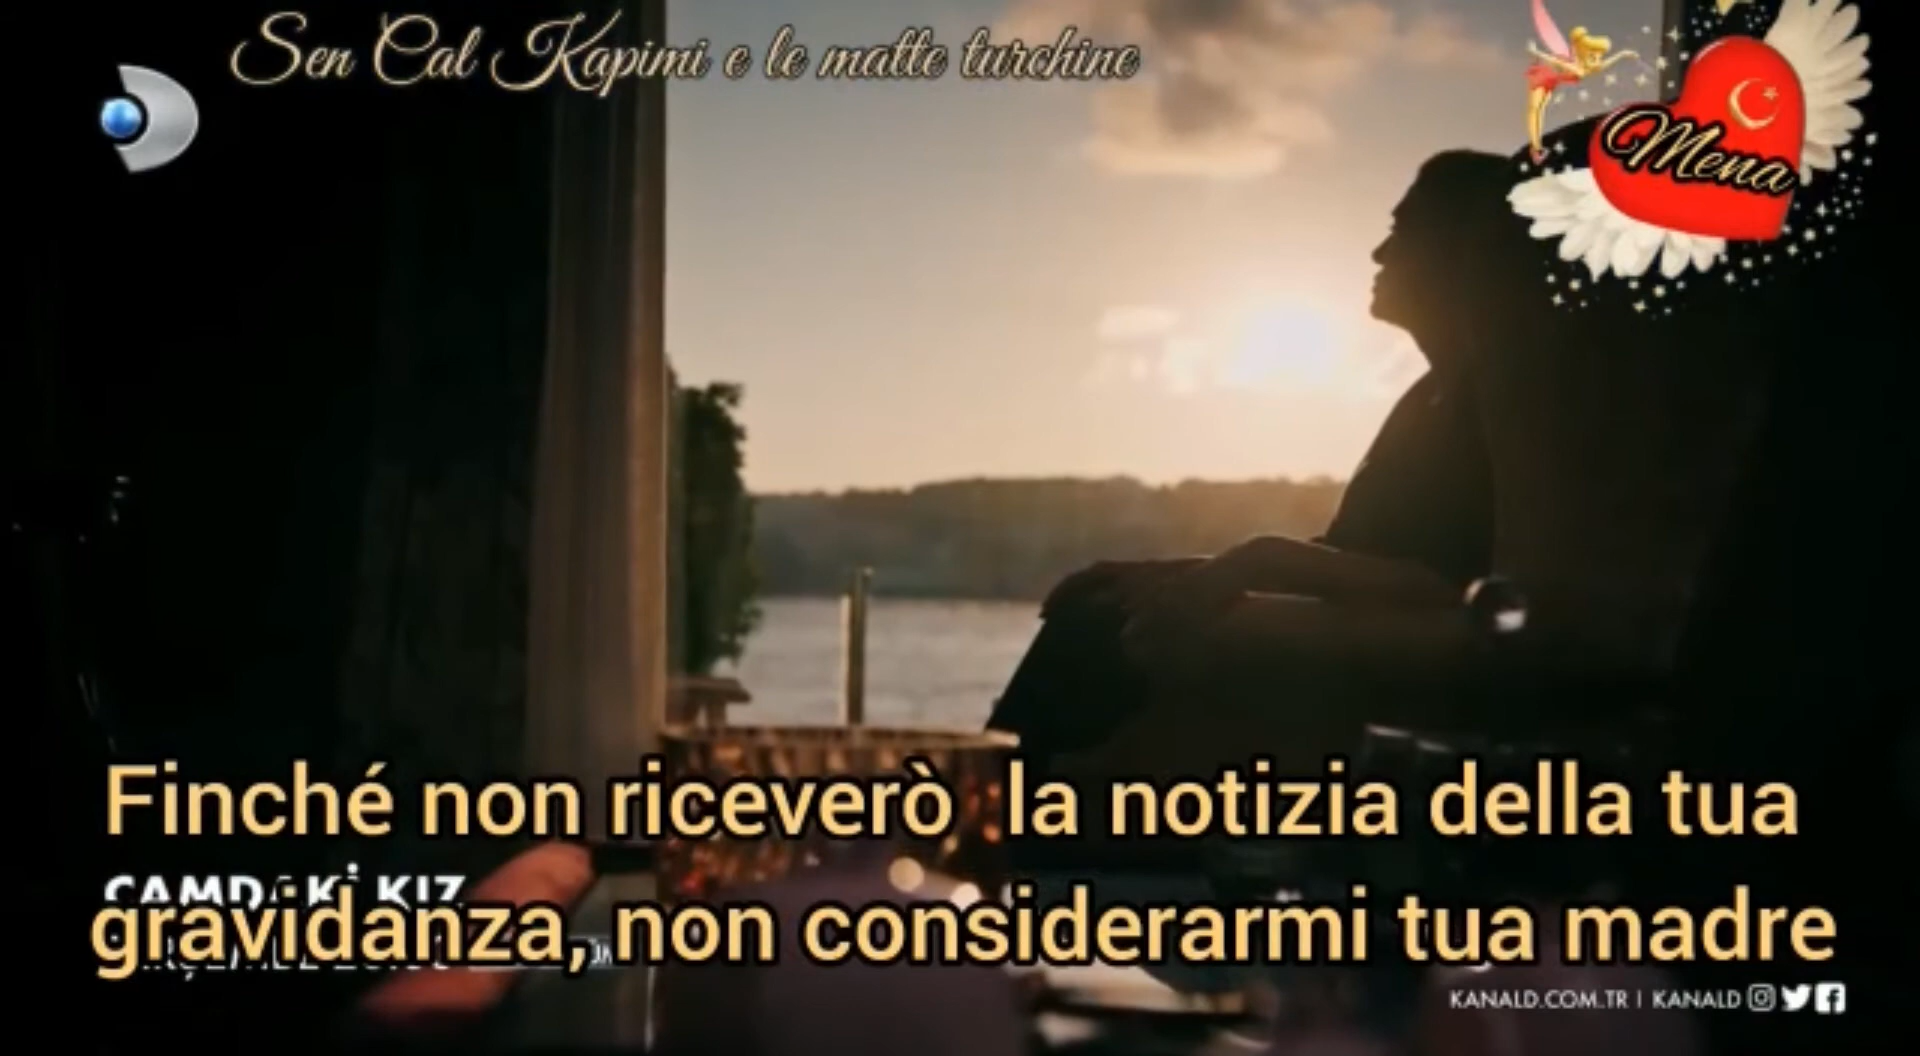 Sen Cal Kapimi e le matte turchine
Mena
Finché non riceverò la notizia della tua
CAMDAKİ KIZ
gravidanza, non considerarmi tua madre
KANALD.COM.TR | KANALD